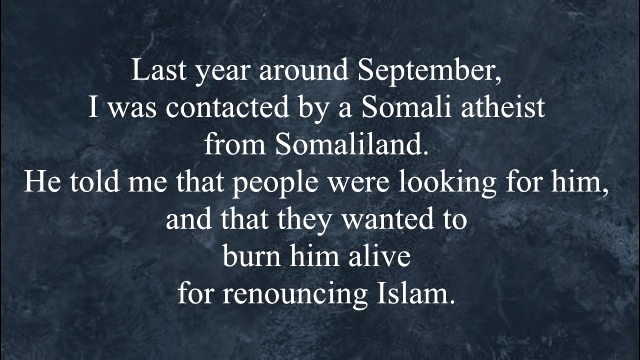 Last year around September,
I was contacted by a Somali atheist
from Somaliland.
He told me that people were looking for him,
and that they wanted to
burn him alive
for renouncing Islam.